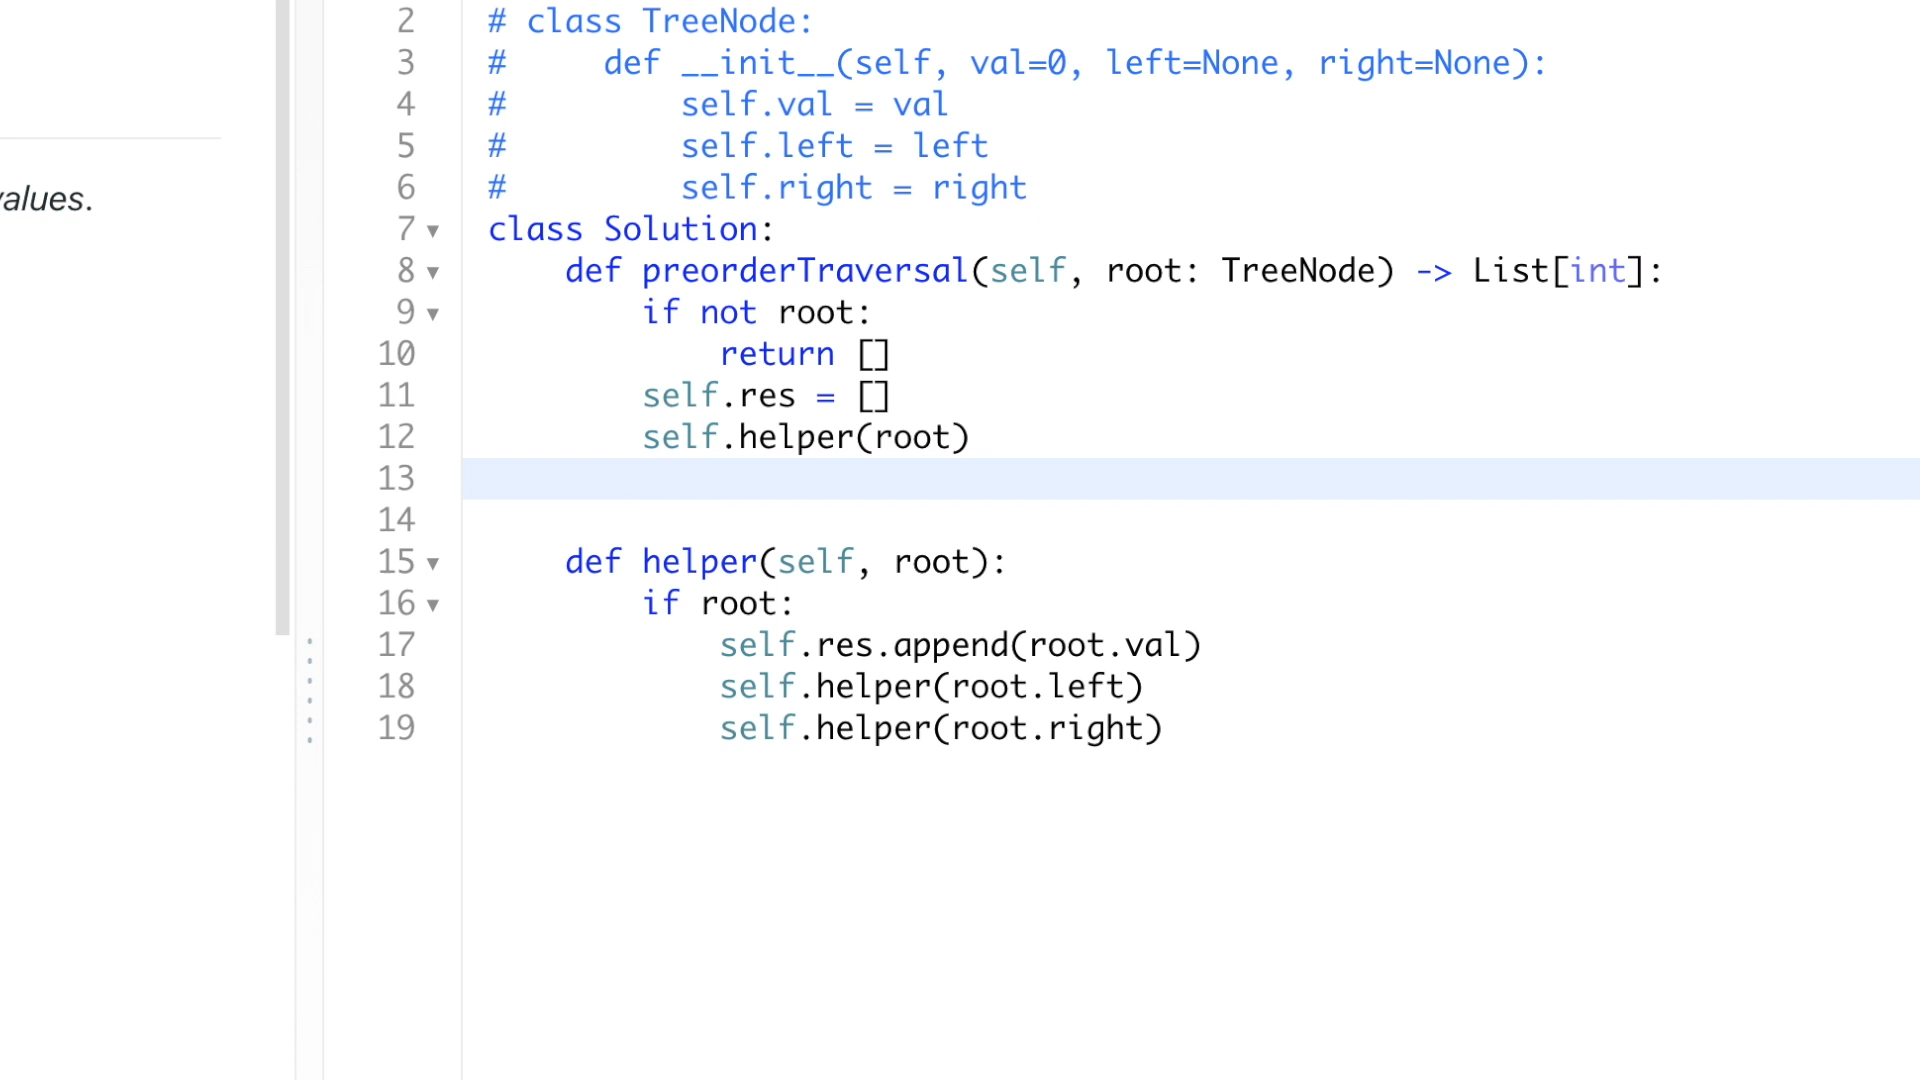 values.
2 # class TreeNode:
3 #     def __init__(self, val=0, left=None, right=None):
4 #         self.val = val
5 #         self.left = left
6 #         self.right = right
7 class Solution:
8     def preorderTraversal(self, root: TreeNode) -> List[int]:
9         if not root:
10             return []
11         self.res = []
12         self.helper(root)
13
14
15     def helper(self, root):
16         if root:
17             self.res.append(root.val)
18             self.helper(root.left)
19             self.helper(root.right)